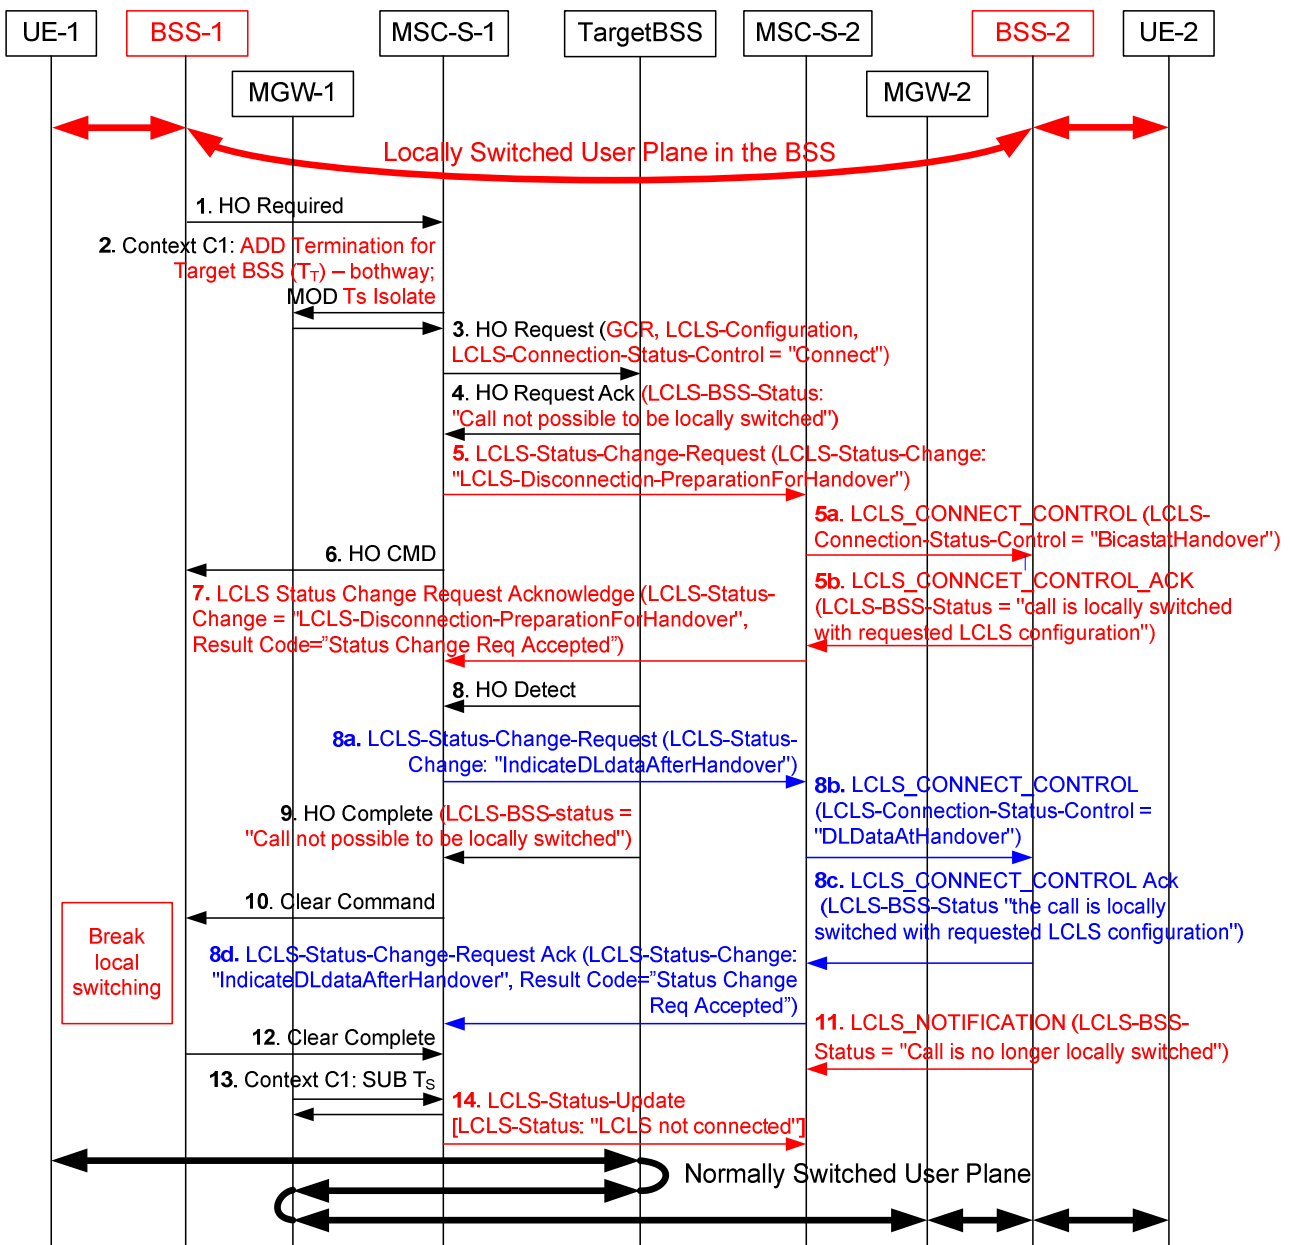 UE-1
BSS-1
MSC-S-1
TargetBSS
MSC-S-2
BSS-2
UE-2
MGW-1
MGW-2
Locally Switched User Plane in the BSS
1. HO Required
2. Context C1: ADD Termination for
Target BSS (TT) – bothway;
MOD Ts Isolate
3. HO Request (GCR, LCLS-Configuration,
LCLS-Connection-Status-Control = "Connect")
4. HO Request Ack (LCLS-BSS-Status:
"Call not possible to be locally switched")
5. LCLS-Status-Change-Request (LCLS-Status-Change:
"LCLS-Disconnection-PreparationForHandover")
5a. LCLS_CONNECT_CONTROL (LCLS-
Connection-Status-Control = "BicastatHandover")
6. HO CMD
5b. LCLS_CONNCET_CONTROL_ACK
(LCLS-BSS-Status = "call is locally switched
with requested LCLS configuration")
7. LCLS Status Change Request Acknowledge (LCLS-Status-
Change = "LCLS-Disconnection-PreparationForHandover",
Result Code=”Status Change Req Accepted”)
8. HO Detect
8a. LCLS-Status-Change-Request (LCLS-Status-
Change: "IndicateDLdataAfterHandover")
8b. LCLS_CONNECT_CONTROL
(LCLS-Connection-Status-Control =
"DLDataAtHandover")
9. HO Complete (LCLS-BSS-status =
"Call not possible to be locally switched")
8c. LCLS_CONNECT_CONTROL Ack
(LCLS-BSS-Status "the call is locally
switched with requested LCLS configuration")
10. Clear Command
Break
local
switching
8d. LCLS-Status-Change-Request Ack (LCLS-Status-Change:
"IndicateDLdataAfterHandover", Result Code=”Status Change
Req Accepted”)
11. LCLS_NOTIFICATION (LCLS-BSS-
Status = "Call is no longer locally switched")
12. Clear Complete
13. Context C1: SUB TS
14. LCLS-Status-Update
[LCLS-Status: "LCLS not connected"]
Normally Switched User Plane